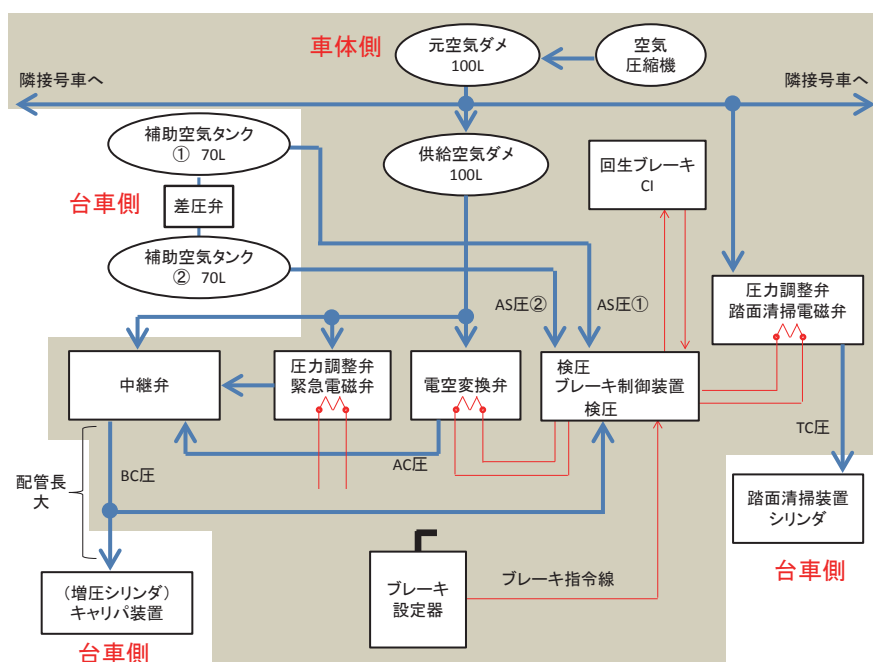 車体側
元空気ダメ
100L
空気
圧縮機
隣接号車へ
隣接号車へ
補助空気タンク
① 70L
供給空気ダメ
100L
回生ブレーキ
CI
台車側
差圧弁
補助空気タンク
② 70L
AS圧②
AS圧①
圧力調整弁
踏面清掃電磁弁
中継弁
圧力調整弁
緊急電磁弁
電空変換弁
検圧
ブレーキ制御装置
検圧
TC圧
配管長
大
BC圧
AC圧
踏面清掃装置
シリンダ
台車側
(増圧シリンダ)
キャリパ装置
台車側
ブレーキ
設定器
ブレーキ指令線